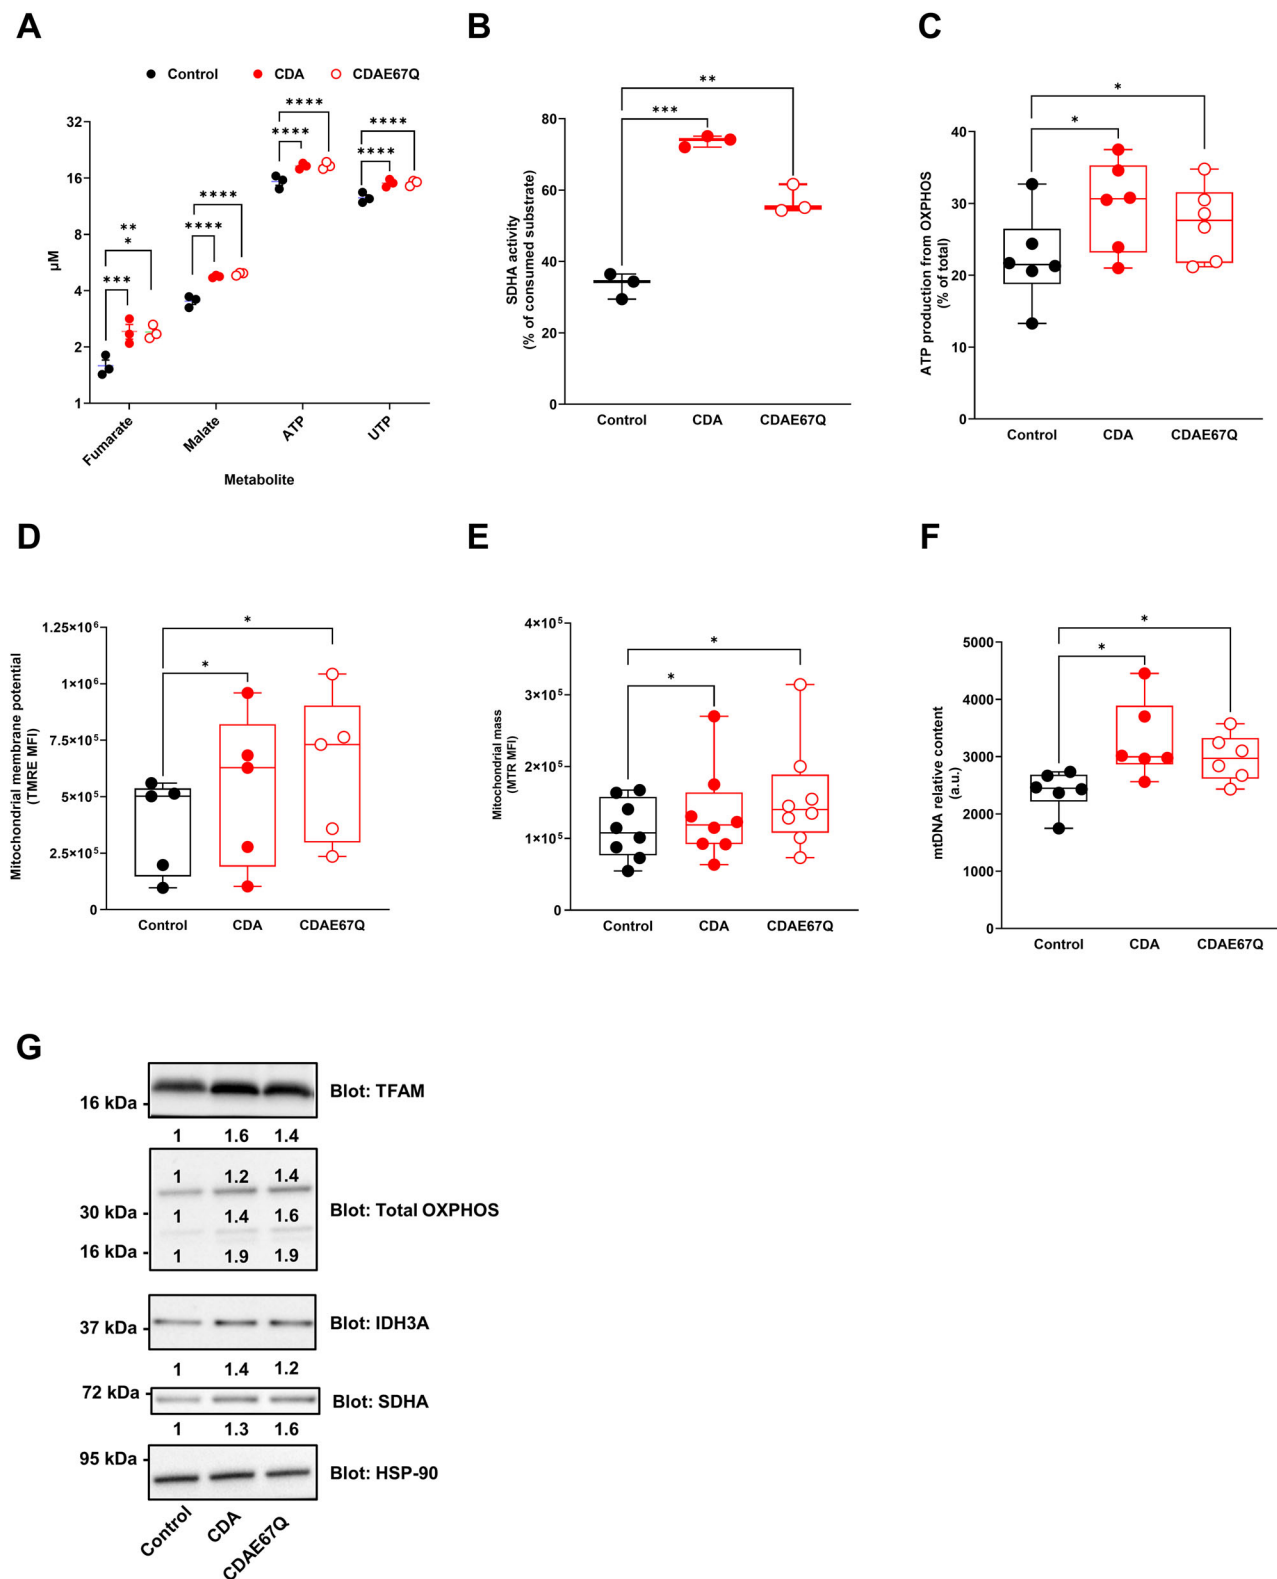 A
Control CDA CDAE67Q
µM
32
16
8
4
2
1
**
*
***
****
****
****
****
****
****
Fumarate
Malate
ATP
UTP
Metabolite
B
SDHA activity
(% of consumed substrate)
80
60
40
20
0
**
***
Control CDA CDAE67Q
C
ATP production from OXPHOS
(% of total)
40
30
20
10
0
*
*
Control CDA CDAE67Q
D
Mitochondrial membrane potential
(TMRE MFI)
1.25×10⁶
1×10⁶
7.5×10⁵
5×10⁵
2.5×10⁵
0
*
*
Control CDA CDAE67Q
E
Mitochondrial mass
(MTR MFI)
4×10⁵
3×10⁵
2×10⁵
1×10⁵
0
*
*
Control CDA CDAE67Q
F
mtDNA relative content
(a.u.)
5000
4000
3000
2000
1000
0
*
*
Control CDA CDAE67Q
G
16 kDa - Blot: TFAM
1 1.6 1.4
1 1.2 1.4
30 kDa - 1 1.4 1.6 Blot: Total OXPHOS
16 kDa - 1 1.9 1.9
37 kDa - Blot: IDH3A
1 1.4 1.2
72 kDa - Blot: SDHA
1 1.3 1.6
95 kDa - Blot: HSP-90
Control CDA CDAE67Q